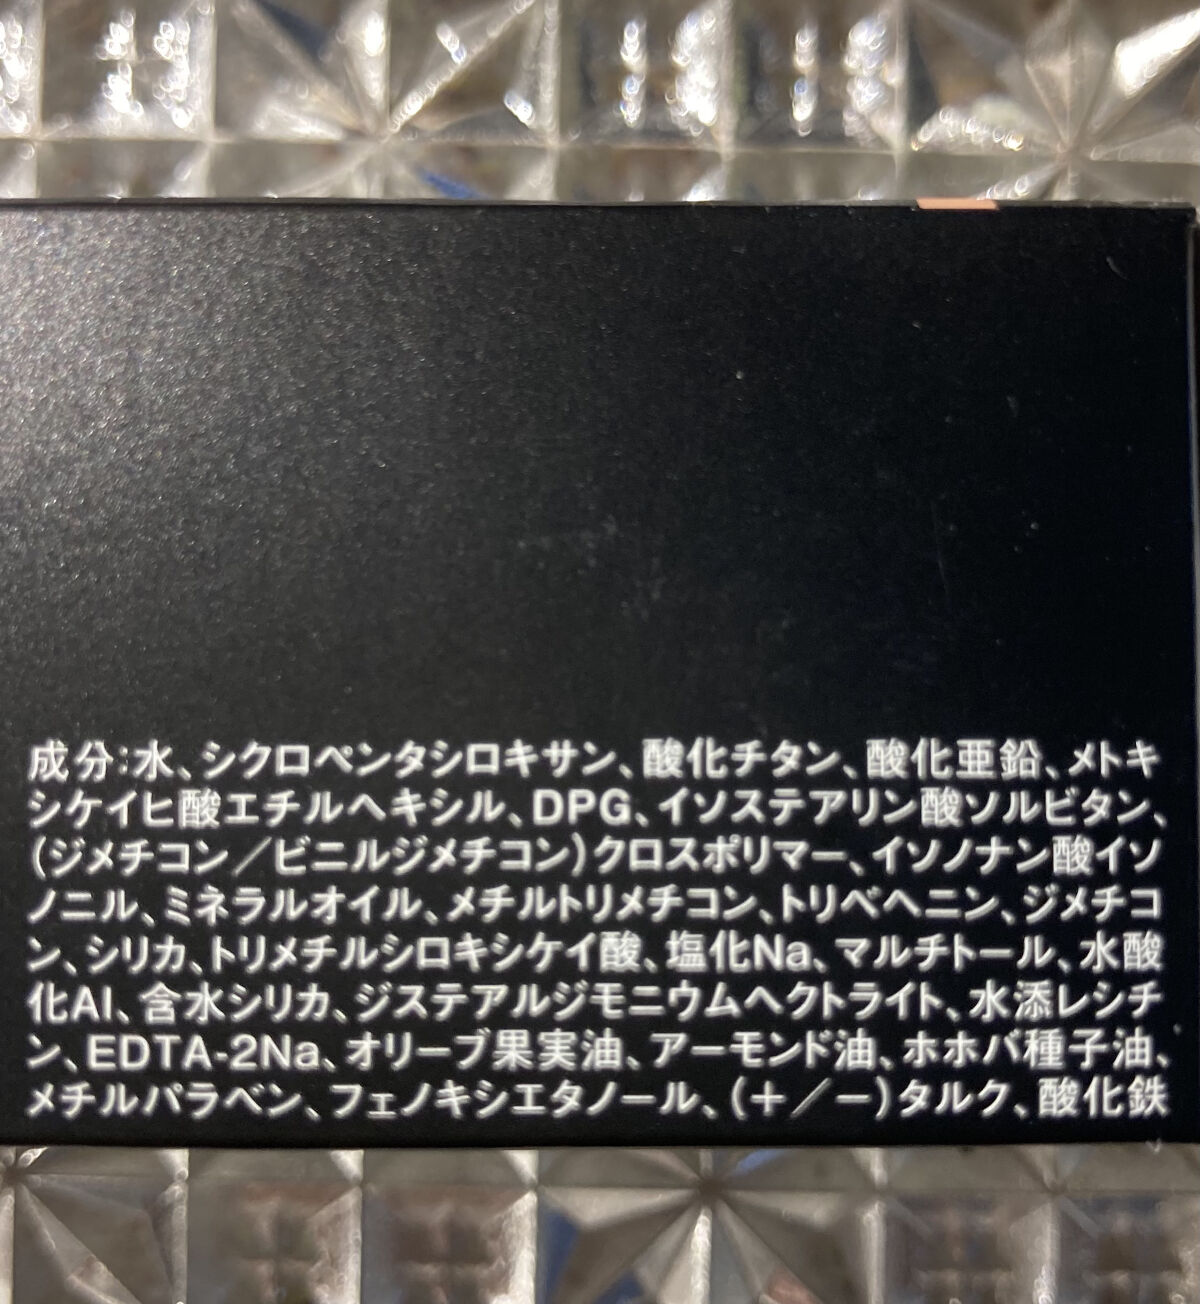 成分:水、シクロペンタシロキサン、酸化チタン、酸化亜鉛、メトキ
シケイヒ酸エチルヘキシル、DPG、イソステアリン酸ソルビタン、
(ジメチコン/ビニルジメチコン)クロスポリマー、イソノナン酸イソ
ノニル、ミネラルオイル、メチルトリメチコン、トリベヘニン、ジメチコ
ン、シリカ、トリメチルシロキシケイ酸、塩化Na、マルチトール、水酸
化Al、含水シリカ、ジステアルジモニウムヘクトライト、水添レシチ
ン、EDTA-2Na、オリーブ果実油、アーモンド油、ホホバ種子油、
メチルパラベン、フェノキシエタノール、(+/-)タルク、酸化鉄